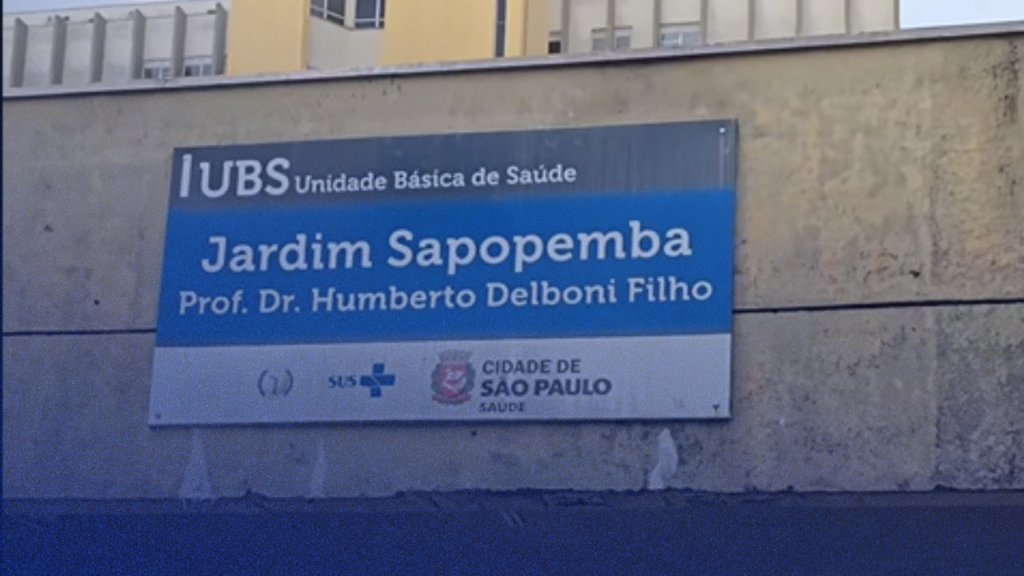 UBS Unidade Básica de Saúde
Jardim Sapopemba
Prof. Dr. Humberto Delboni Filho
SUS
CIDADE DE
SÃO PAULO
SAÚDE